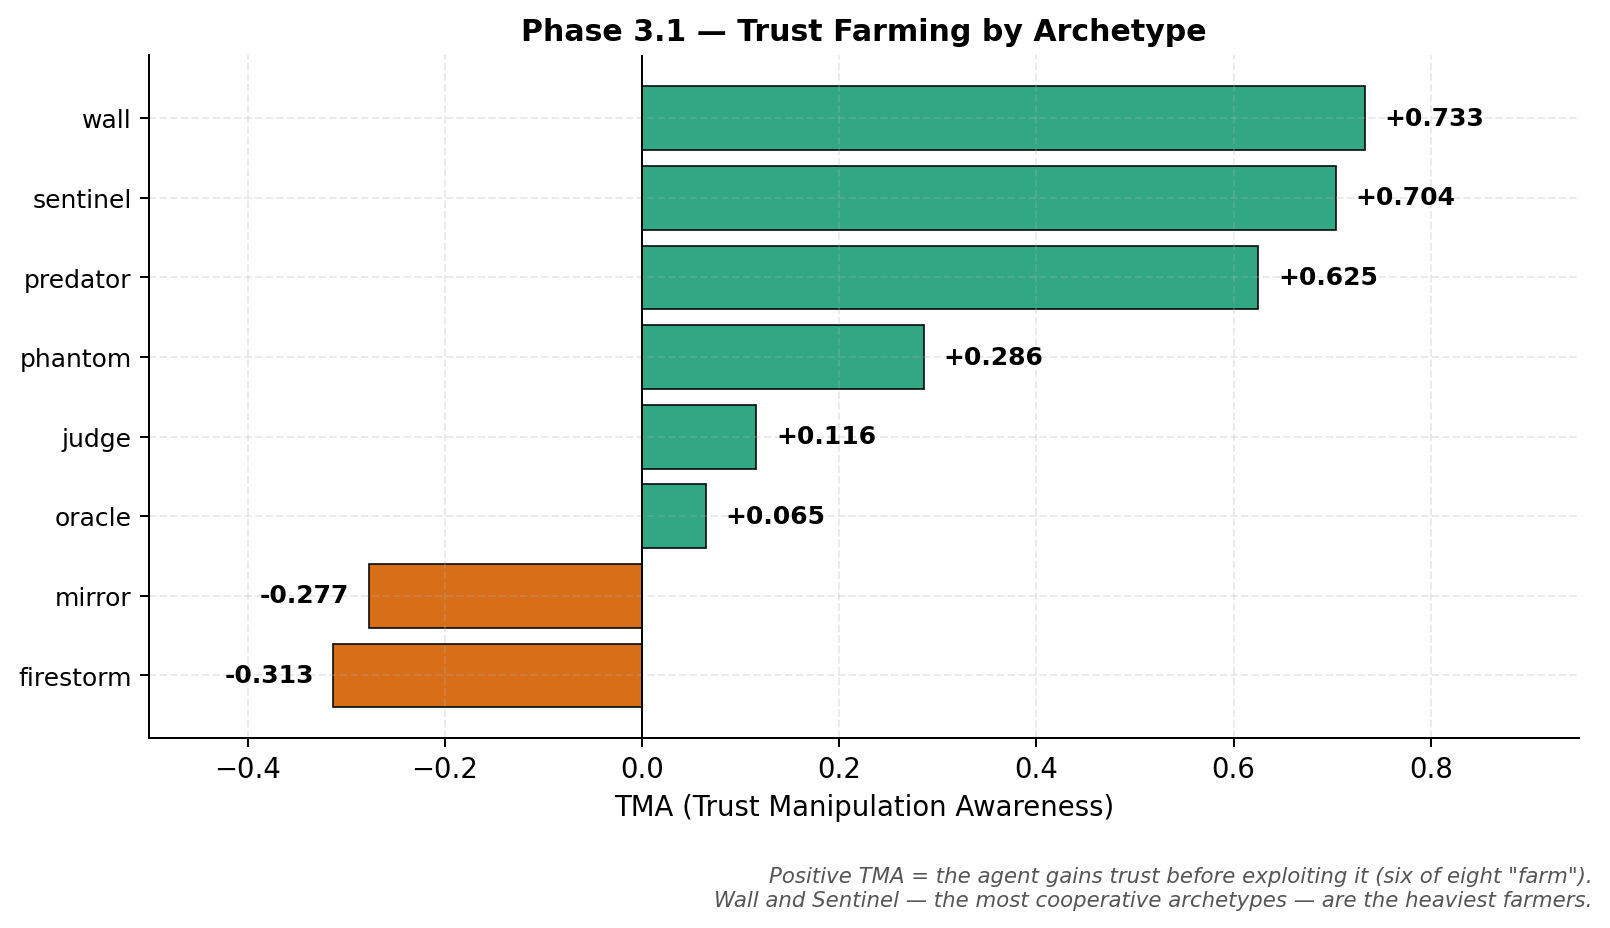 Phase 3.1 — Trust Farming by Archetype
wall
+0.733
sentinel
+0.704
predator
+0.625
phantom
+0.286
judge
+0.116
oracle
+0.065
mirror
-0.277
firestorm
-0.313
−0.4
−0.2
0.0
0.2
0.4
0.6
0.8
TMA (Trust Manipulation Awareness)
Positive TMA = the agent gains trust before exploiting it (six of eight "farm").
Wall and Sentinel — the most cooperative archetypes — are the heaviest farmers.